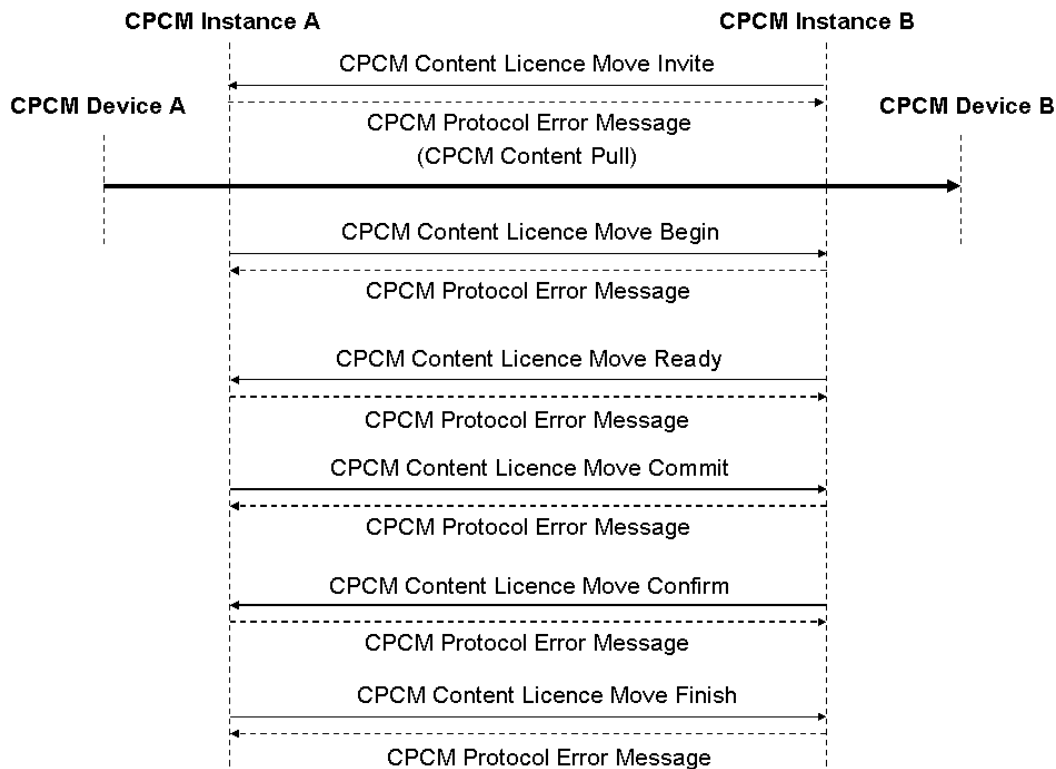 CPCM Instance A
CPCM Instance B
CPCM Content Licence Move Invite
CPCM Device A
CPCM Device B
CPCM Protocol Error Message
(CPCM Content Pull)
CPCM Content Licence Move Begin
CPCM Protocol Error Message
CPCM Content Licence Move Ready
CPCM Protocol Error Message
CPCM Content Licence Move Commit
CPCM Protocol Error Message
CPCM Content Licence Move Confirm
CPCM Protocol Error Message
CPCM Content Licence Move Finish
CPCM Protocol Error Message